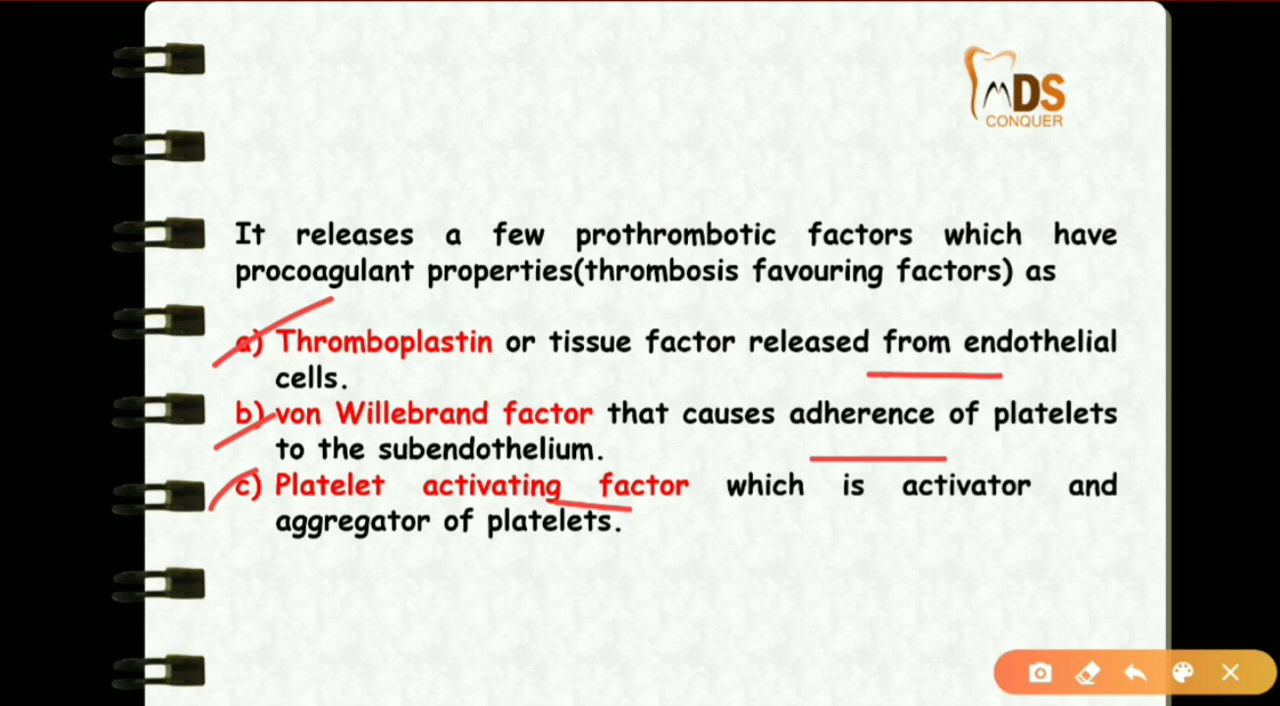 MDS
CONQUER
It releases a few prothrombotic factors which have
procoagulant properties(thrombosis favouring factors) as
a) Thromboplastin or tissue factor released from endothelial
cells.
b) von Willebrand factor that causes adherence of platelets
to the subendothelium.
c) Platelet activating factor which is activator and
aggregator of platelets.